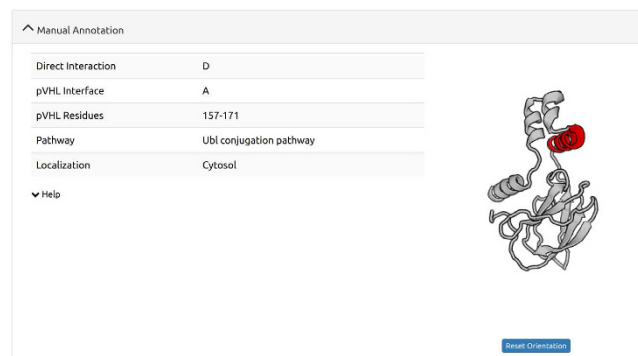 Manual Annotation
Direct Interaction D
pVHL Interface A
pVHL Residues 157-171
Pathway Ubl conjugation pathway
Localization Cytosol
Help
Reset Orientation